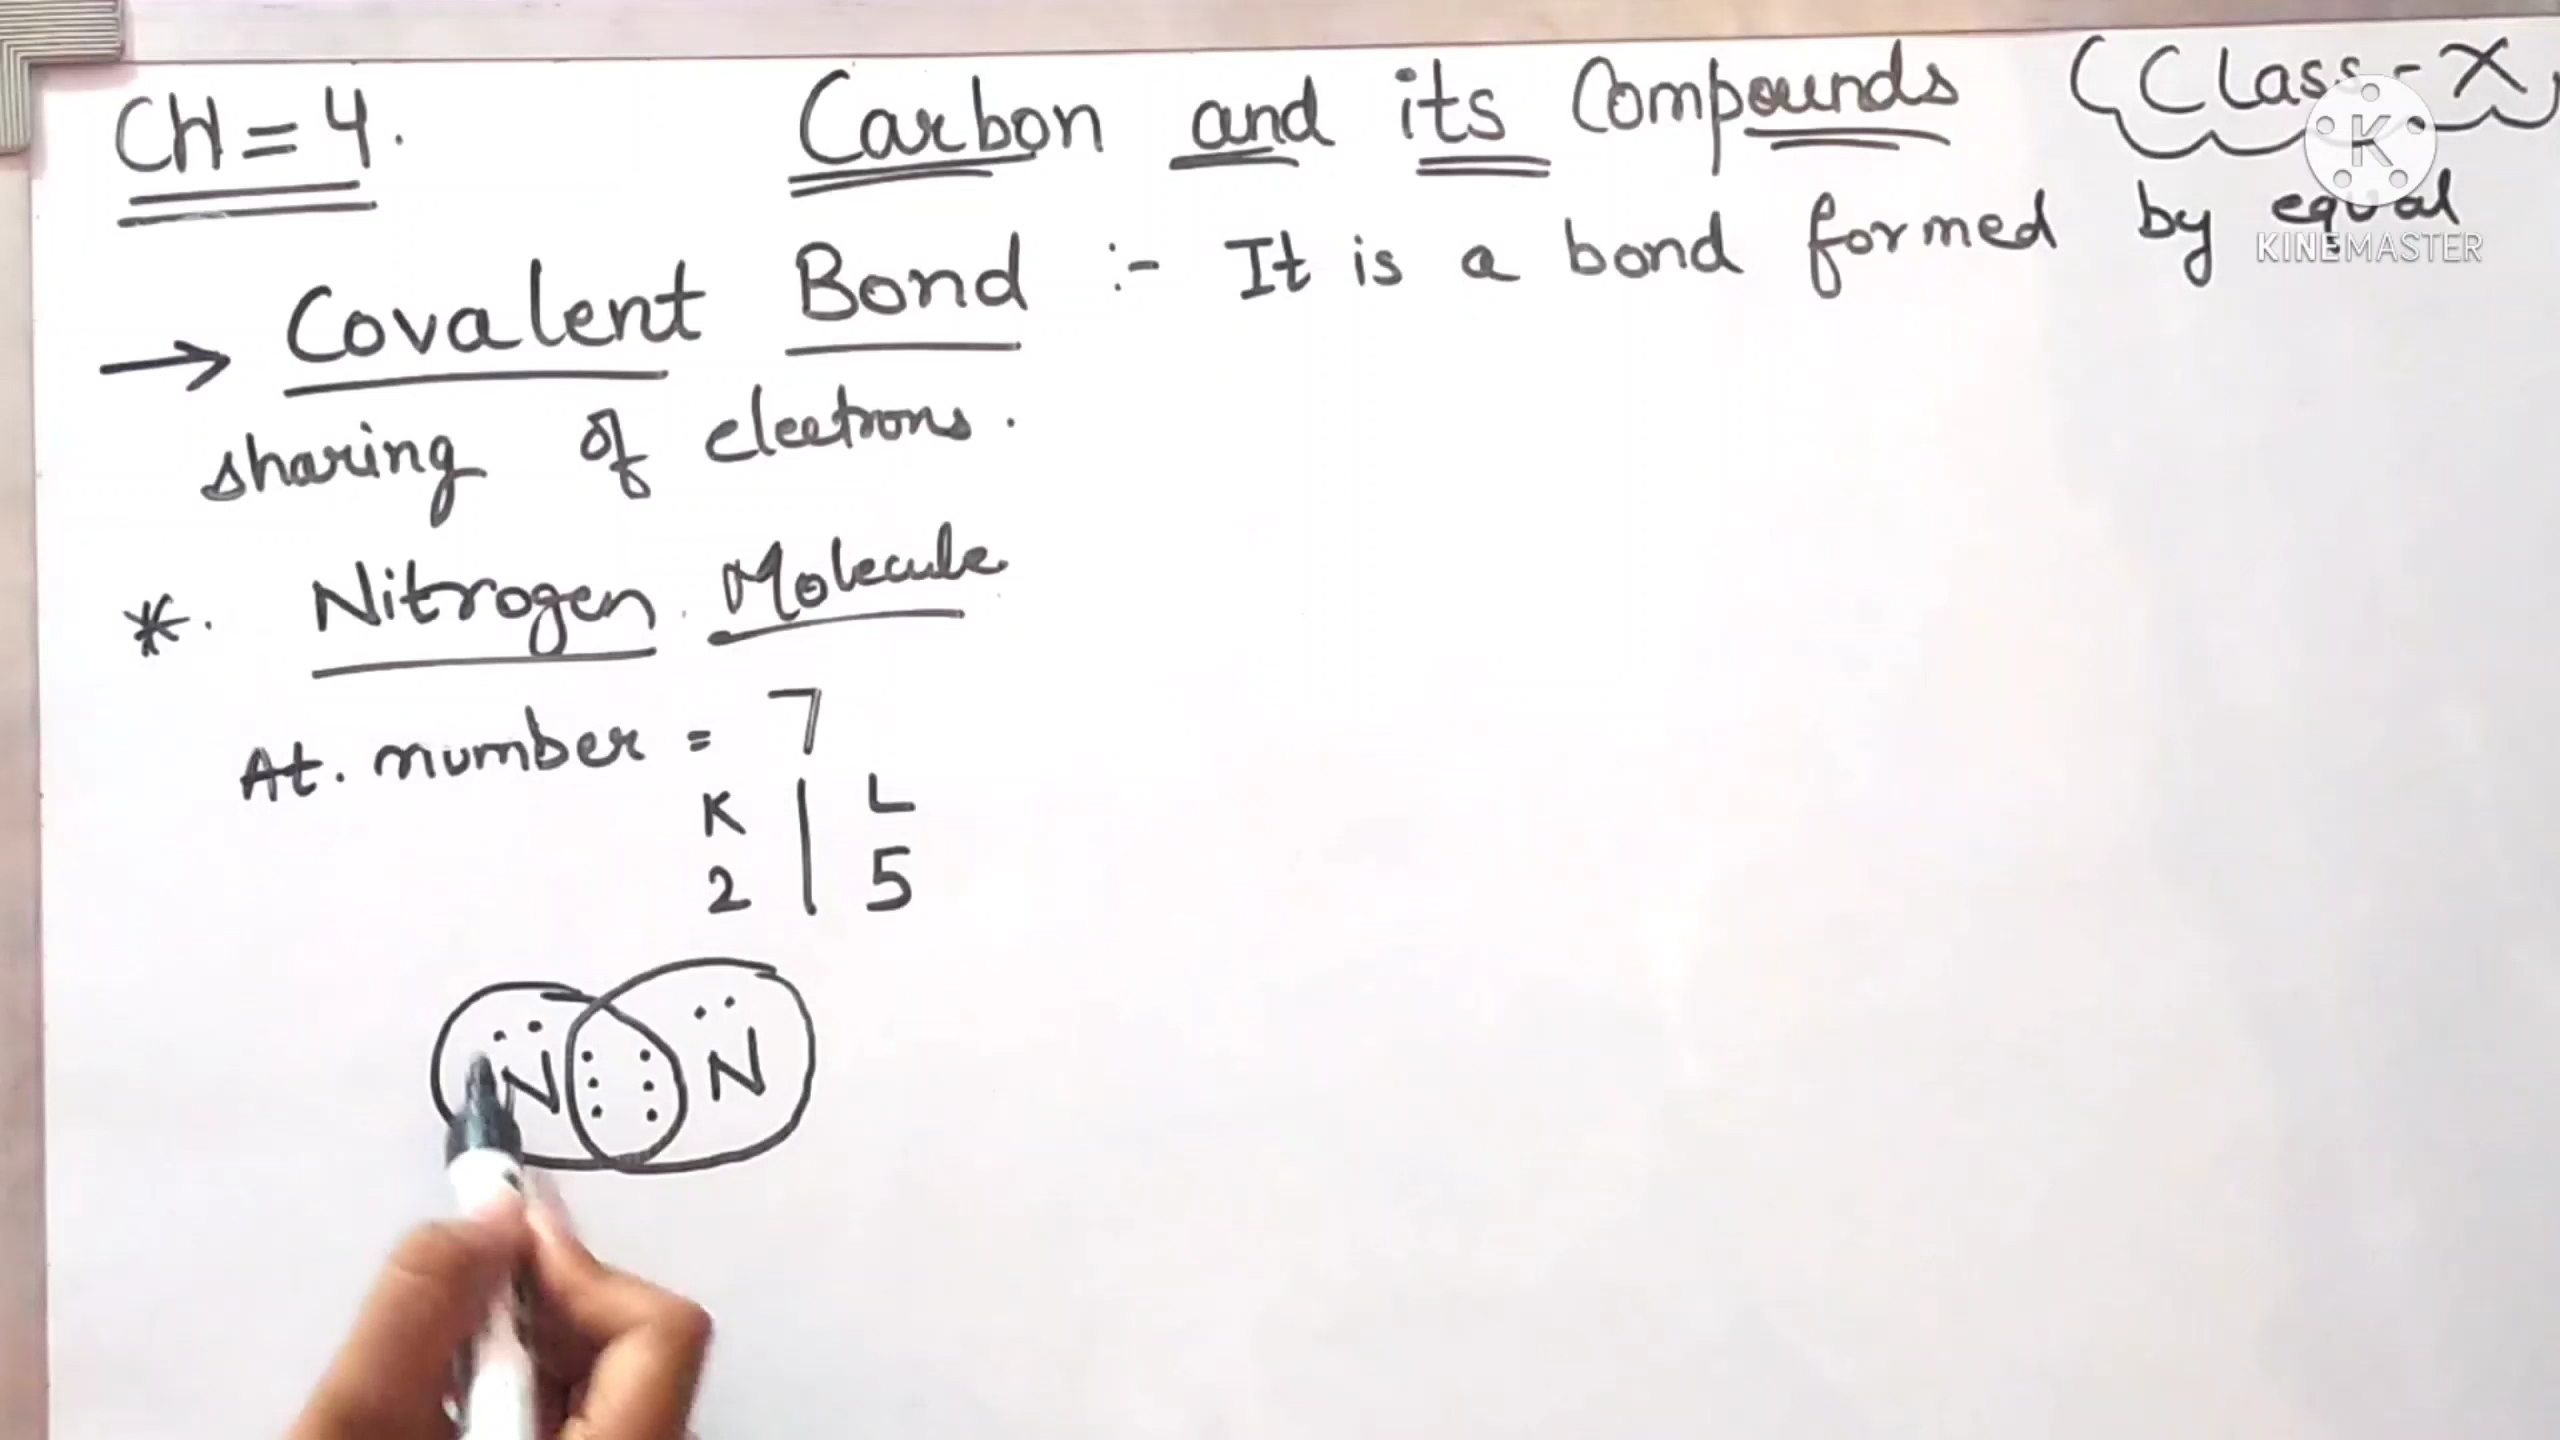 CH = 4. Carbon and its Compounds (Class - X)
→ Covalent Bond :- It is a bond formed by equal
K
KINEMASTER
sharing of electrons.
*. Nitrogen Molecule
At. number = 7
K | L
2 | 5
N N